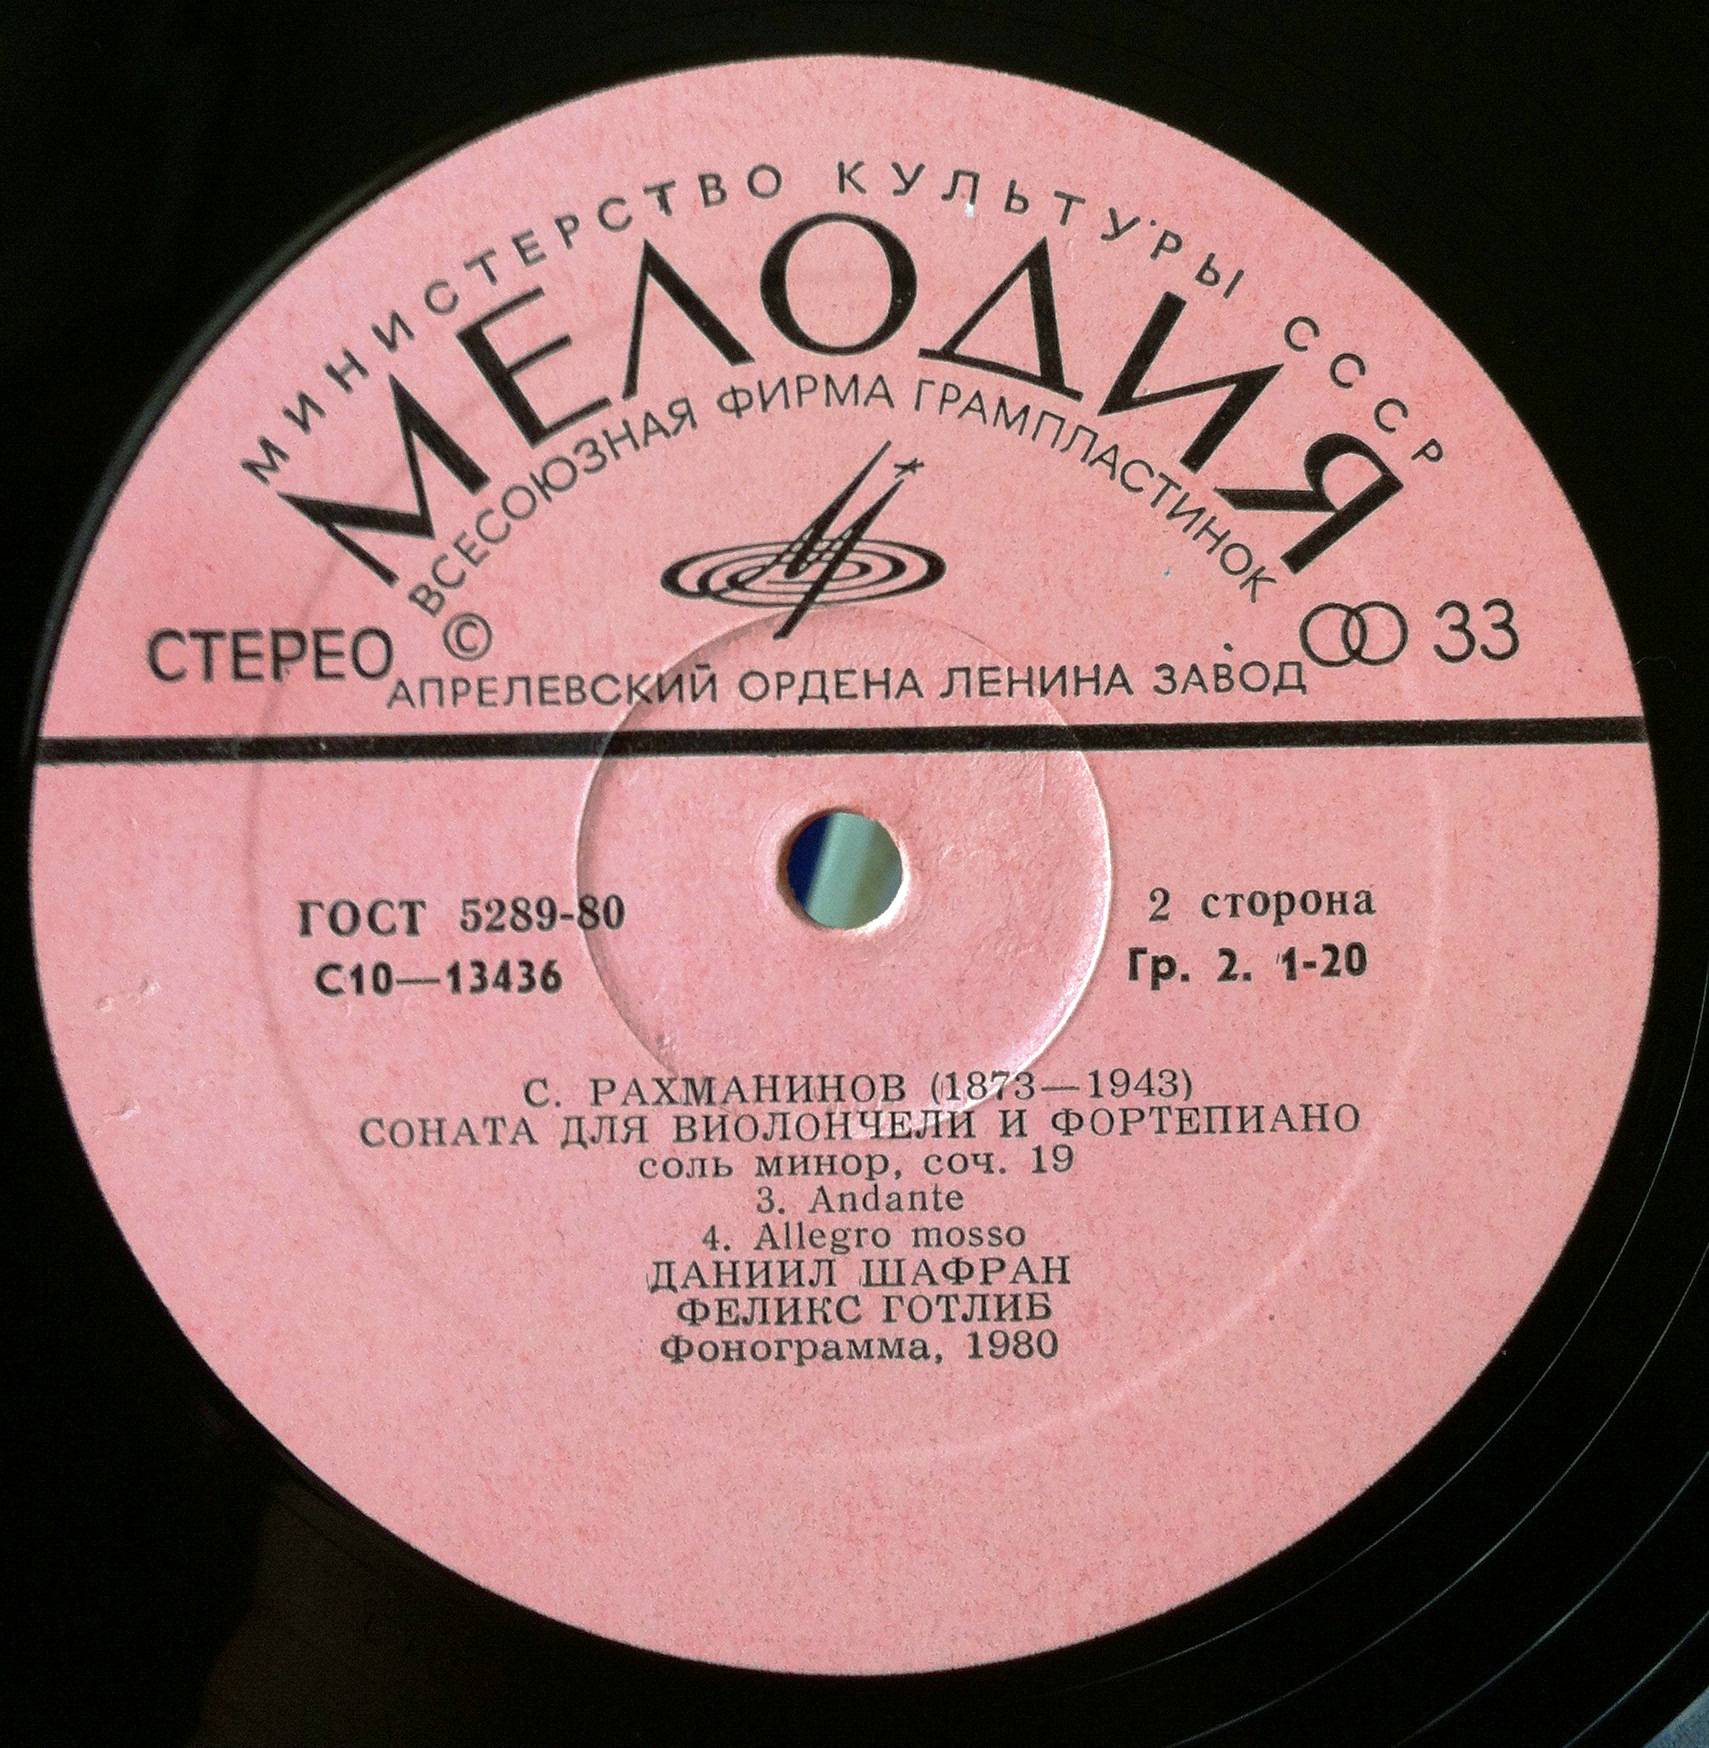 МИНИСТЕРСТВО КУЛЬТУРЫ СССР
МЕЛОДИЯ
ВСЕСОЮЗНАЯ ФИРМА ГРАМПЛАСТИНОК
СТЕРЕО © 33
АПРЕЛЕВСКИЙ ОРДЕНА ЛЕНИНА ЗАВОД
ГОСТ 5289-80 2 сторона
С10—13436 Гр. 2. 1-20
С. РАХМАНИНОВ (1873—1943)
СОНАТА ДЛЯ ВИОЛОНЧЕЛИ И ФОРТЕПИАНО
соль минор, соч. 19
3. Andante
4. Allegro mosso
ДАНИИЛ ШАФРАН
ФЕЛИКС ГОТЛИБ
Фонограмма, 1980